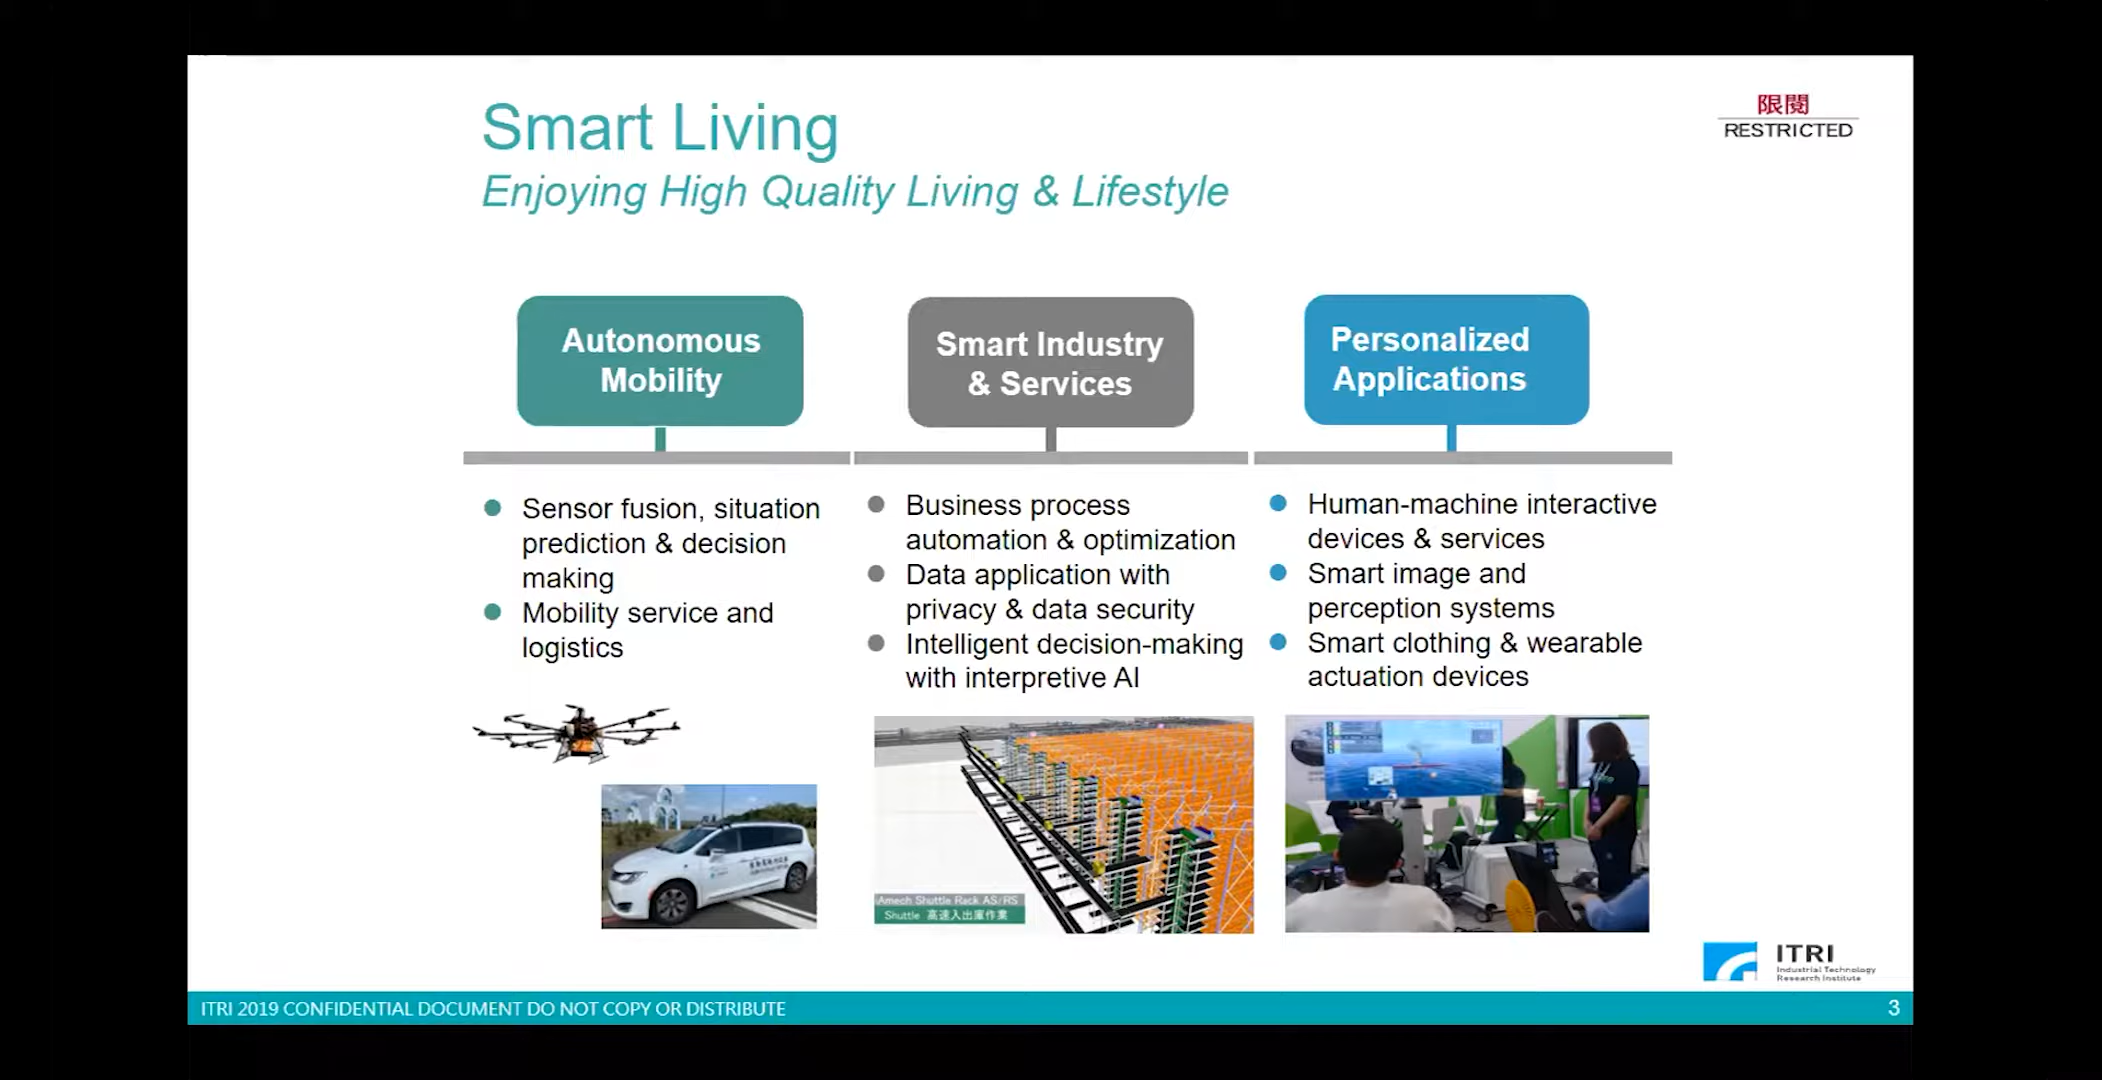 Smart Living
Enjoying High Quality Living & Lifestyle
限閱
RESTRICTED
Autonomous
Mobility
Sensor fusion, situation
prediction & decision
making
Mobility service and
logistics
Smart Industry
& Services
Business process
automation & optimization
Data application with
privacy & data security
Intelligent decision-making
with interpretive AI
Amech Shuttle Rack AS/RS
Shuttle 高速入出庫作業
Personalized
Applications
Human-machine interactive
devices & services
Smart image and
perception systems
Smart clothing & wearable
actuation devices
ITRI
Industrial Technology
Research Institute
ITRI 2019 CONFIDENTIAL DOCUMENT DO NOT COPY OR DISTRIBUTE
3